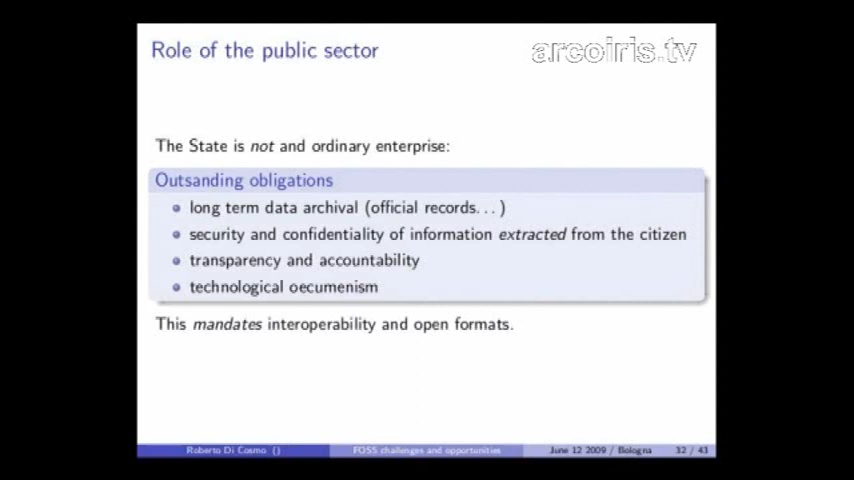 Role of the public sector
arcoiris.tv
The State is not and ordinary enterprise:
Outsanding obligations
long term data archival (official records...)
security and confidentiality of information extracted from the citizen
transparency and accountability
technological oecumenism
This mandates interoperability and open formats.
Roberto Di Cosmo () FOSS challenges and opportunities June 12 2009 / Bologna 32 / 43